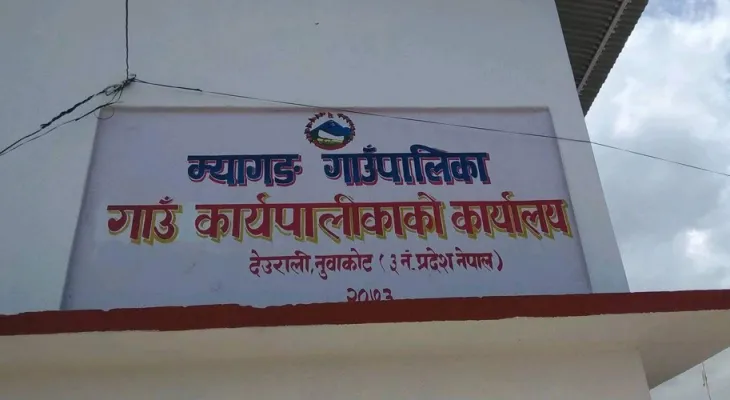 म्यागङ गाउँपालिका
गाउँ कार्यपालीकाको कार्यालय
देउराली, नुवाकोट (३ नं. प्रदेश नेपाल)
२०७३